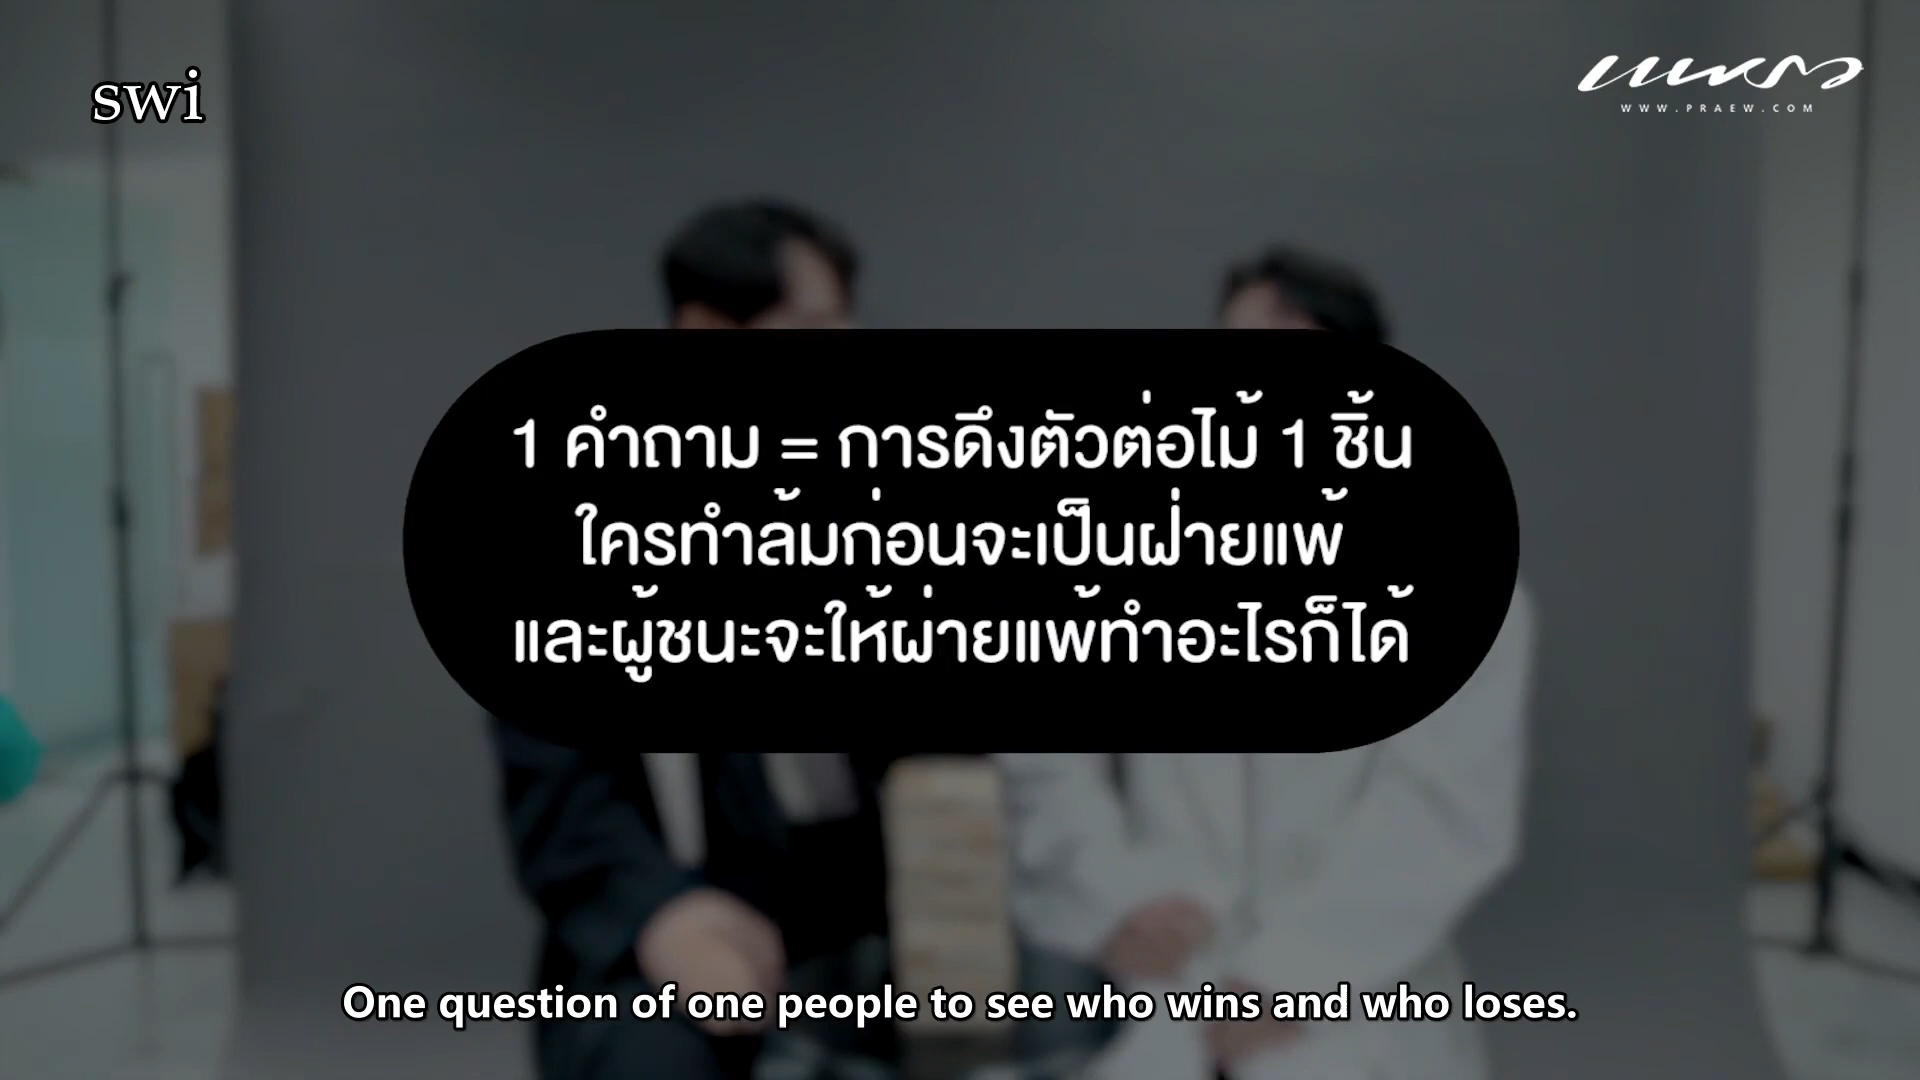 swi
แพรว
WWW.PRAEW.COM
1 คำถาม = การดึงตัวต่อไม้ 1 ชิ้น
ใครทำล้มก่อนจะเป็นฝ่ายแพ้
และผู้ชนะจะให้ผ่ายแพ้ทำอะไรก็ได้
One question of one people to see who wins and who loses.